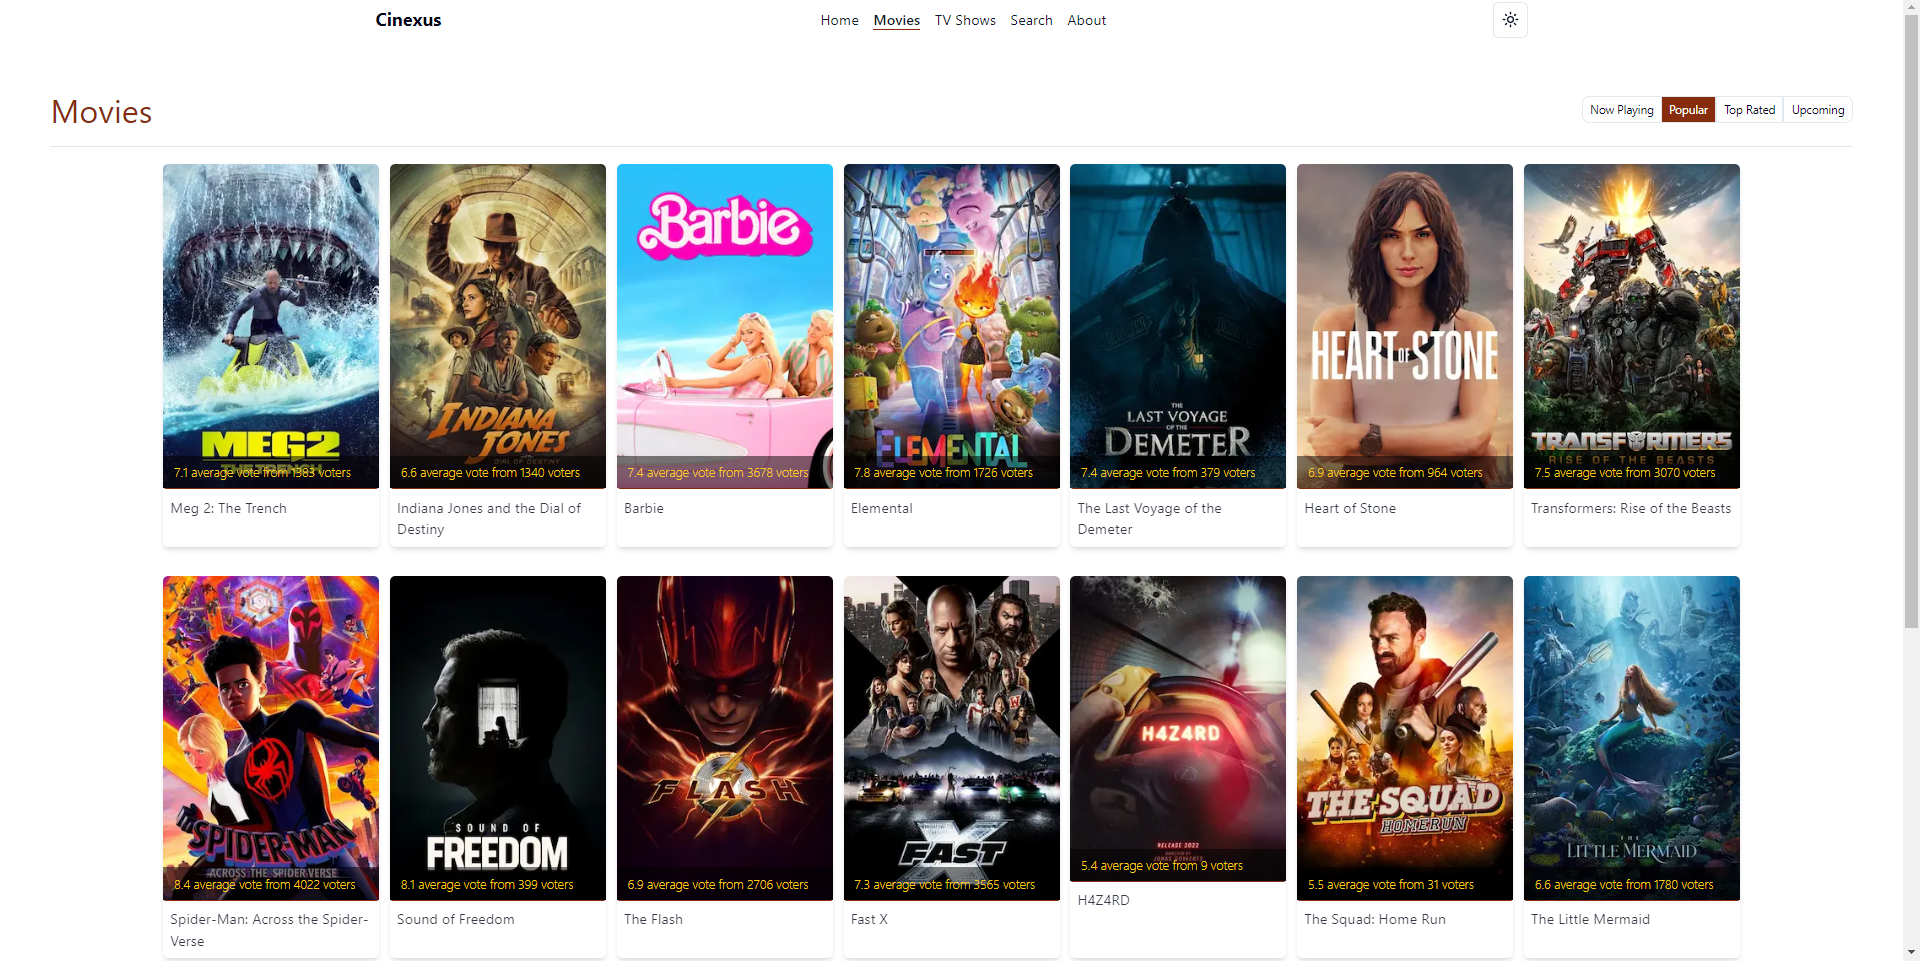 Cinexus
Home Movies TV Shows Search About
Movies
Now Playing Popular Top Rated Upcoming
MEG2
THE TRENCH
7.1 average vote from 1983 voters
Meg 2: The Trench
INDIANA
JONES
DIAL OF DESTINY
6.6 average vote from 1340 voters
Indiana Jones and the Dial of
Destiny
Barbie
7.4 average vote from 3678 voters
Barbie
ELEMENTAL
7.8 average vote from 1726 voters
Elemental
THE
LAST VOYAGE
OF THE
DEMETER
7.4 average vote from 379 voters
The Last Voyage of the
Demeter
HEART OF STONE
6.9 average vote from 964 voters
Heart of Stone
TRANSFORMERS
RISE OF THE BEASTS
7.5 average vote from 3070 voters
Transformers: Rise of the Beasts
SPIDER-MAN
ACROSS THE SPIDER-VERSE
8.4 average vote from 4022 voters
Spider-Man: Across the Spider-
Verse
SOUND OF
FREEDOM
8.1 average vote from 399 voters
Sound of Freedom
FLASH
6.9 average vote from 2706 voters
The Flash
X
FAST
7.3 average vote from 3565 voters
Fast X
H4Z4RD
RELEASE 2022
5.4 average vote from 9 voters
H4Z4RD
THE SQUAD
HOMERUN
5.5 average vote from 31 voters
The Squad: Home Run
THE
LITTLE MERMAID
6.6 average vote from 1780 voters
The Little Mermaid